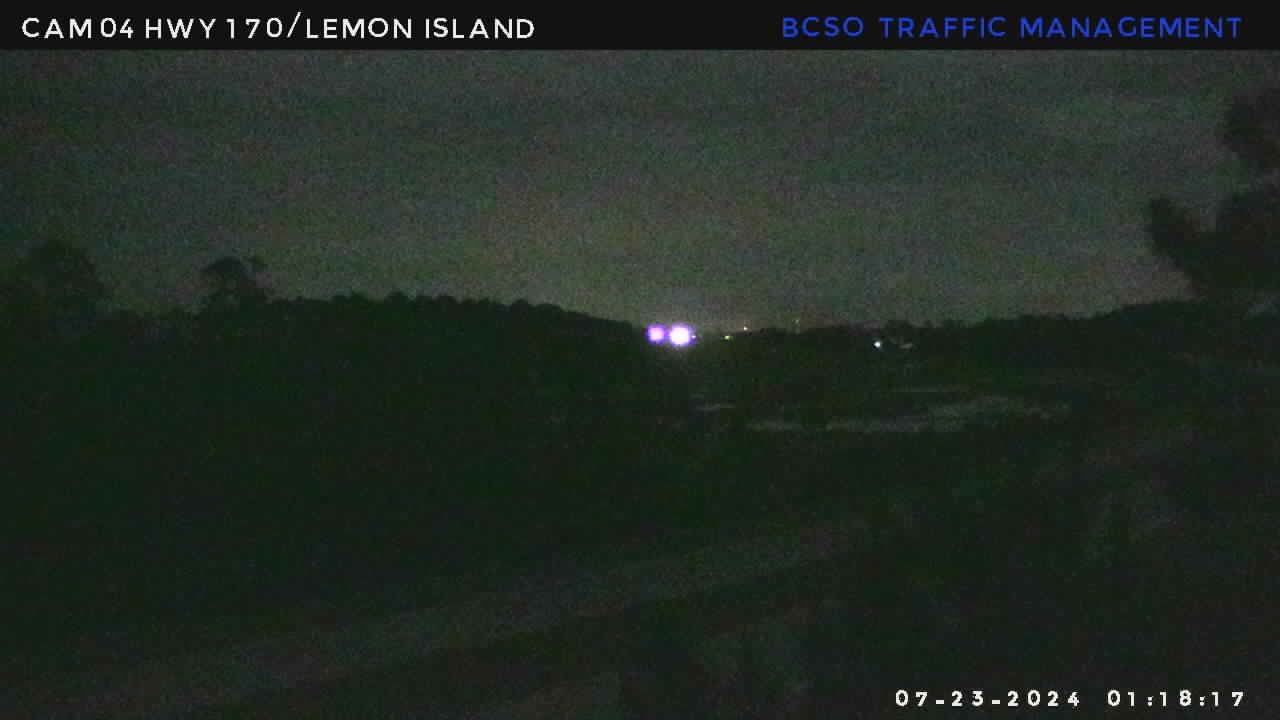 CAM04 HWY 170/LEMON ISLAND
BCSO TRAFFIC MANAGEMENT
07-23-2024 01:18:17